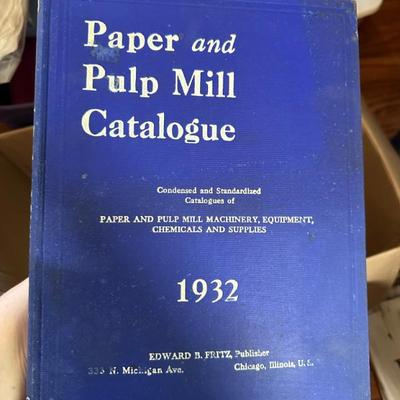 Paper and
Pulp Mill
Catalogue
Condensed and Standardized
Catalogues of
PAPER AND PULP MILL MACHINERY, EQUIPMENT,
CHEMICALS AND SUPPLIES
1932
EDWARD B. FRITZ, Publisher
333 N. Michigan Ave. Chicago, Illinois, U. S.